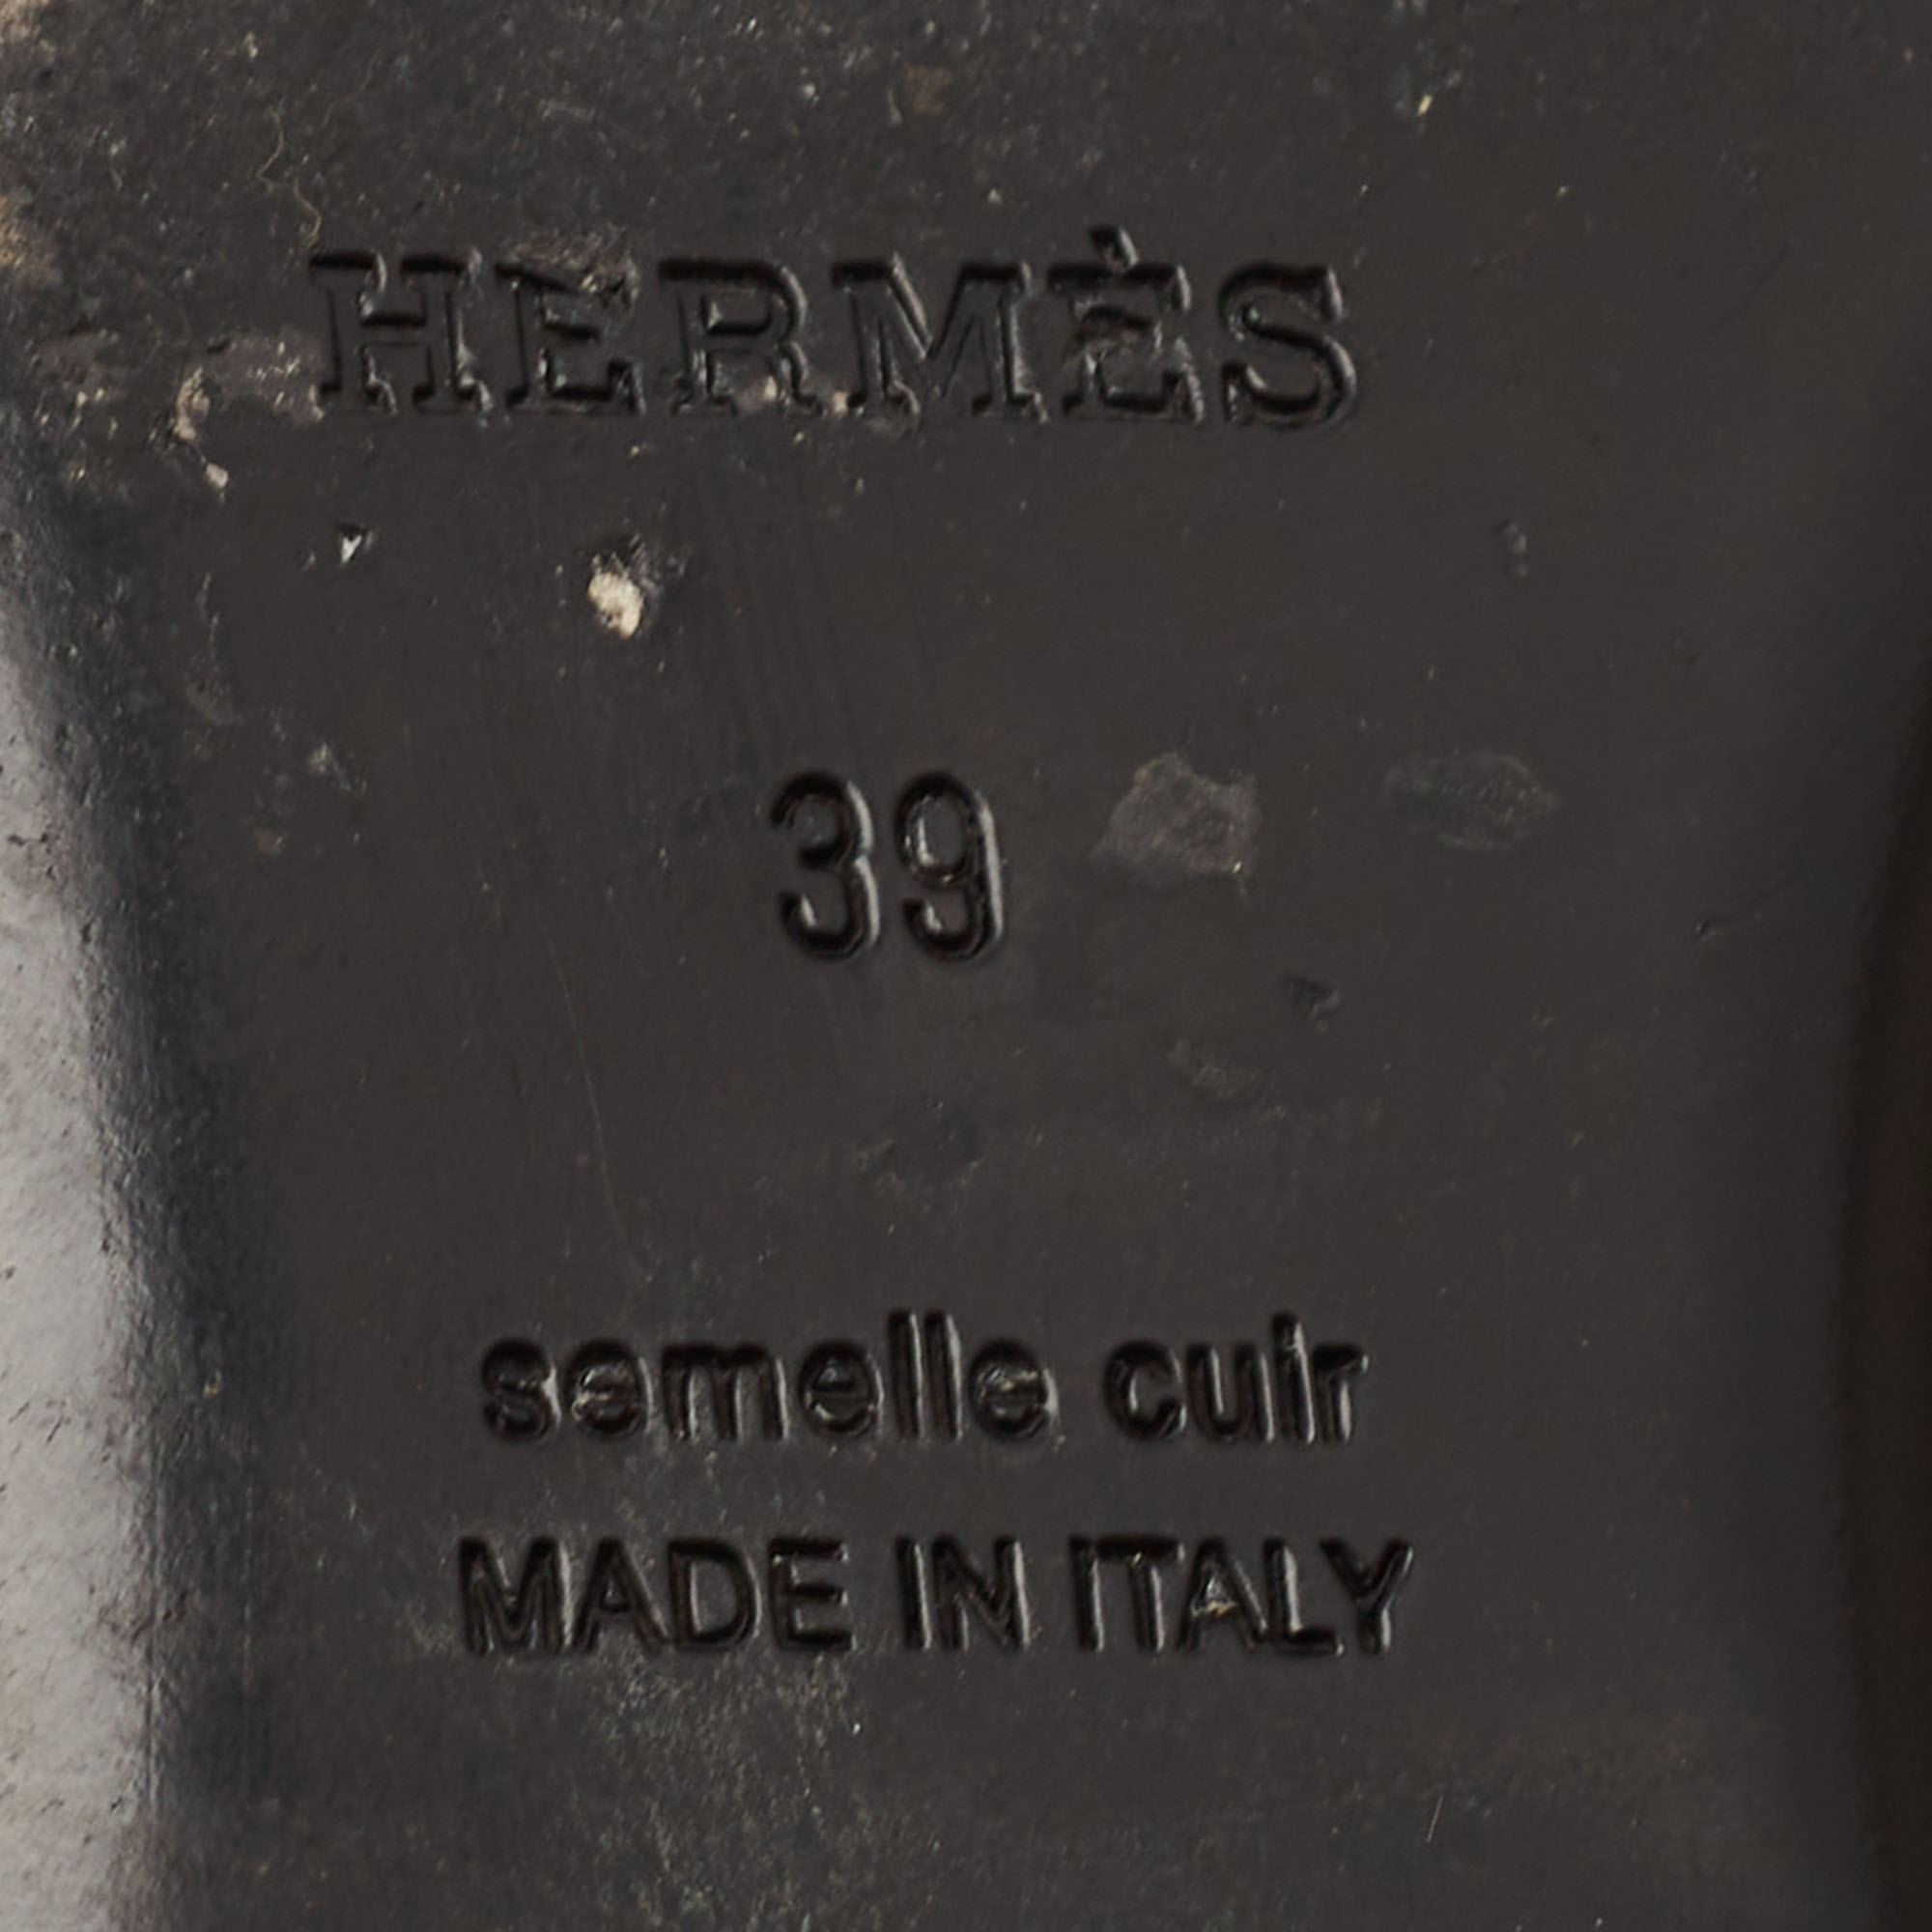 HERMÈS
39
semelle cuir
MADE IN ITALY